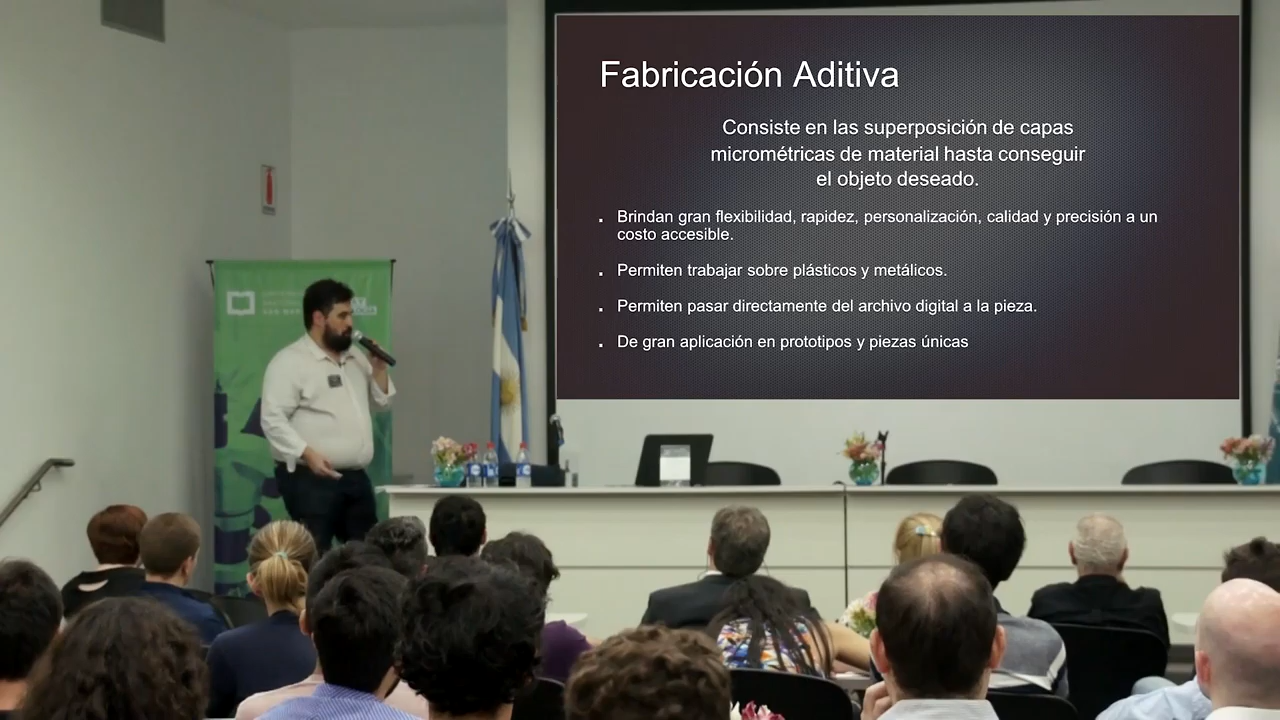 Fabricación Aditiva
Consiste en las superposición de capas
micrométricas de material hasta conseguir
el objeto deseado.
▪ Brindan gran flexibilidad, rapidez, personalización, calidad y precisión a un
costo accesible.
▪ Permiten trabajar sobre plásticos y metálicos.
▪ Permiten pasar directamente del archivo digital a la pieza.
▪ De gran aplicación en prototipos y piezas únicas